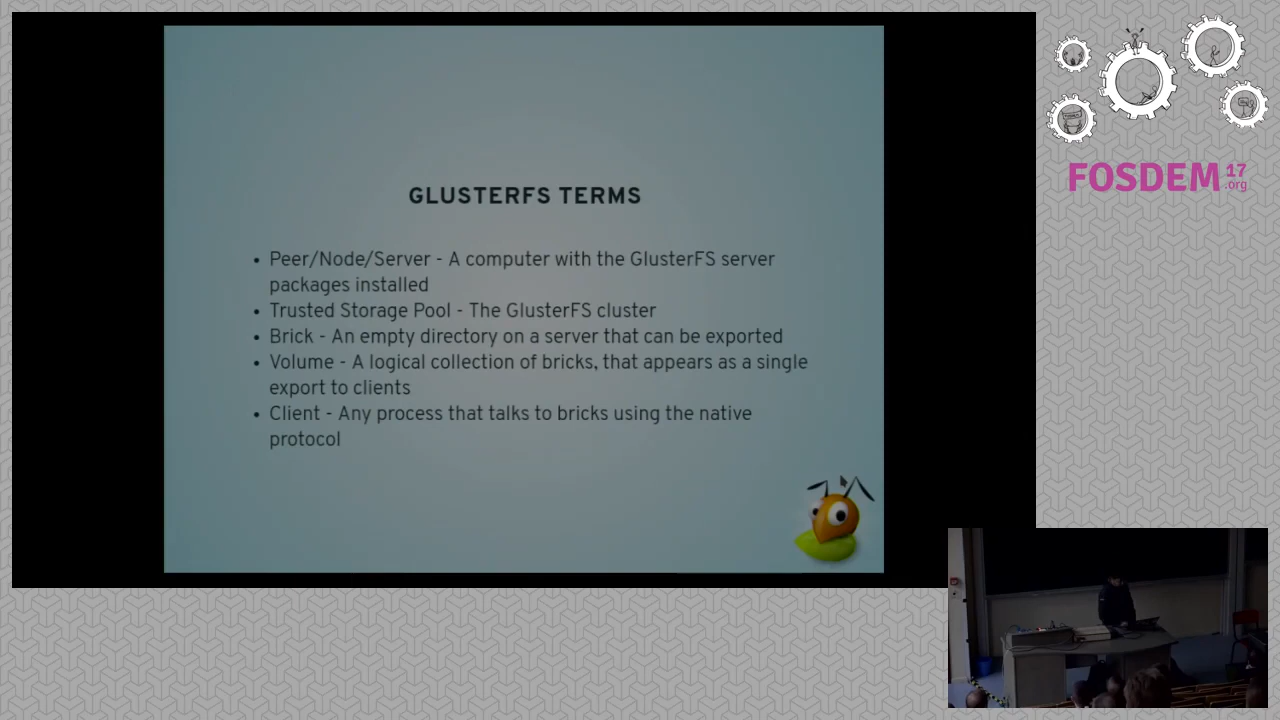 GLUSTERFS TERMS
• Peer/Node/Server - A computer with the GlusterFS server
packages installed
• Trusted Storage Pool - The GlusterFS cluster
• Brick - An empty directory on a server that can be exported
• Volume - A logical collection of bricks, that appears as a single
export to clients
• Client - Any process that talks to bricks using the native
protocol
FOSDEM 17
.org